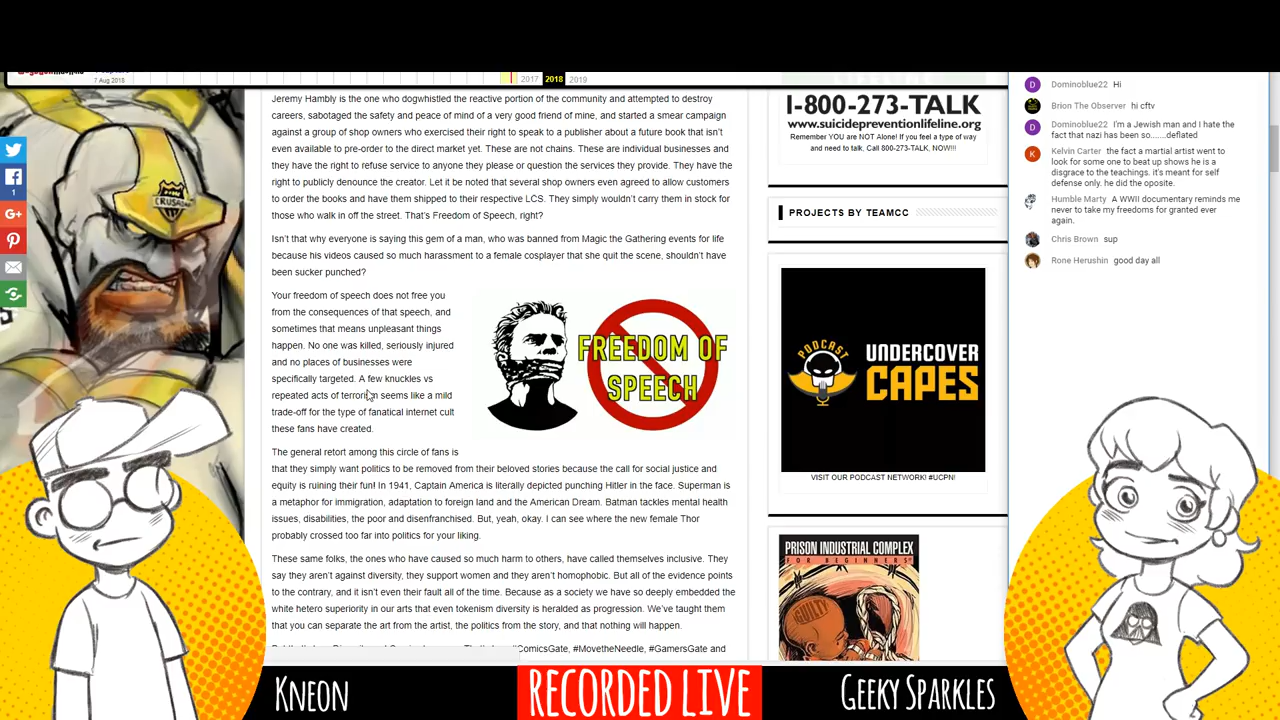 7 Aug 2018
2017 2018 2019
Jeremy Hambly is the one who dogwhistled the reactive portion of the community and attempted to destroy
careers, sabotaged the safety and peace of mind of a very good friend of mine, and started a smear campaign
against a group of shop owners who exercised their right to speak to a publisher about a future book that isn't
even available to pre-order to the direct market yet. These are not chains. These are individual businesses and
they have the right to refuse service to anyone they please or question the services they provide. They have the
right to publicly denounce the creator. Let it be noted that several shop owners even agreed to allow customers
to order the books and have them shipped to their respective LCS. They simply wouldn't carry them in stock for
those who walk in off the street. That's Freedom of Speech, right?
Isn't that why everyone is saying this gem of a man, who was banned from Magic the Gathering events for life
because his videos caused so much harassment to a female cosplayer that she quit the scene, shouldn't have
been sucker punched?
Your freedom of speech does not free you
from the consequences of that speech, and
sometimes that means unpleasant things
happen. No one was killed, seriously injured
and no places of businesses were
specifically targeted. A few knuckles vs
repeated acts of terrorism seems like a mild
trade-off for the type of fanatical internet cult
these fans have created.
FREEDOM OF
SPEECH
The general retort among this circle of fans is
that they simply want politics to be removed from their beloved stories because the call for social justice and
equity is ruining their fun! In 1941, Captain America is literally depicted punching Hitler in the face. Superman is
a metaphor for immigration, adaptation to foreign land and the American Dream. Batman tackles mental health
issues, disabilities, the poor and disenfranchised. But, yeah, okay. I can see where the new female Thor
probably crossed too far into politics for your liking.
These same folks, the ones who have caused so much harm to others, have called themselves inclusive. They
say they aren't against diversity, they support women and they aren't homophobic. But all of the evidence points
to the contrary, and it isn't even their fault all of the time. Because as a society we have so deeply embedded the
white hetero superiority in our arts that even tokenism diversity is heralded as progression. We've taught them
that you can separate the art from the artist, the politics from the story, and that nothing will happen.
#MovetheNeedle, #GamersGate and
1-800-273-TALK
www.suicidepreventionlifeline.org
Remember YOU are NOT Alone! If you feel a type of way
and need to talk, Call 800-273-TALK, NOW!!!
PROJECTS BY TEAMCC
PODCAST
UNDERCOVER
CAPES
VISIT OUR PODCAST NETWORK! #UCPN!
PRISON INDUSTRIAL COMPLEX
FOR BEGINNERS
GUILTY
Dominoblue22 Hi
Brion The Observer hi cftv
Dominoblue22 I'm a Jewish man and I hate the
fact that nazi has been so.......deflated
Kelvin Carter the fact a martial artist went to
look for some one to beat up shows he is a
disgrace to the teachings. it's meant for self
defense only. he did the oposite.
Humble Marty A WWII documentary reminds me
never to take my freedoms for granted ever
again.
Chris Brown sup
Rone Herushin good day all
1
CRUSADER
KNEON
RECORDED LIVE
GEEKY SPARKLES